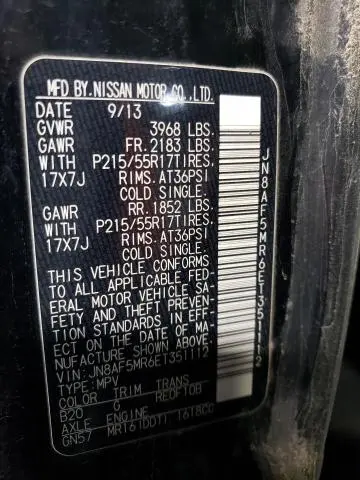 MFD BY.NISSAN MOTOR CO.,LTD.
DATE 9/13
GVWR 3968 LBS.
GAWR FR. 2183 LBS.
WITH P215/55R17TIRES,
17X7J RIMS. AT36PSI
COLD SINGLE.
GAWR RR. 1852 LBS.
WITH P215/55R17TIRES,
17X7J RIMS. AT36PSI
COLD SINGLE.
THIS VEHICLE CONFORMS
TO ALL APPLICABLE FED-
ERAL MOTOR VEHICLE SA-
FETY AND THEFT PREVEN-
TION STANDARDS IN EFF-
ECT ON THE DATE OF MA-
NUFACTURE SHOWN ABOVE.
VIN: JN8AF5MR6ET351112
TYPE: MPV
COLOR TRIM TRANS
B20 G RE0F10B
AXLE ENGINE
GN57 MR16(DDT) 1618CC
JN8AF5MR6ET351112